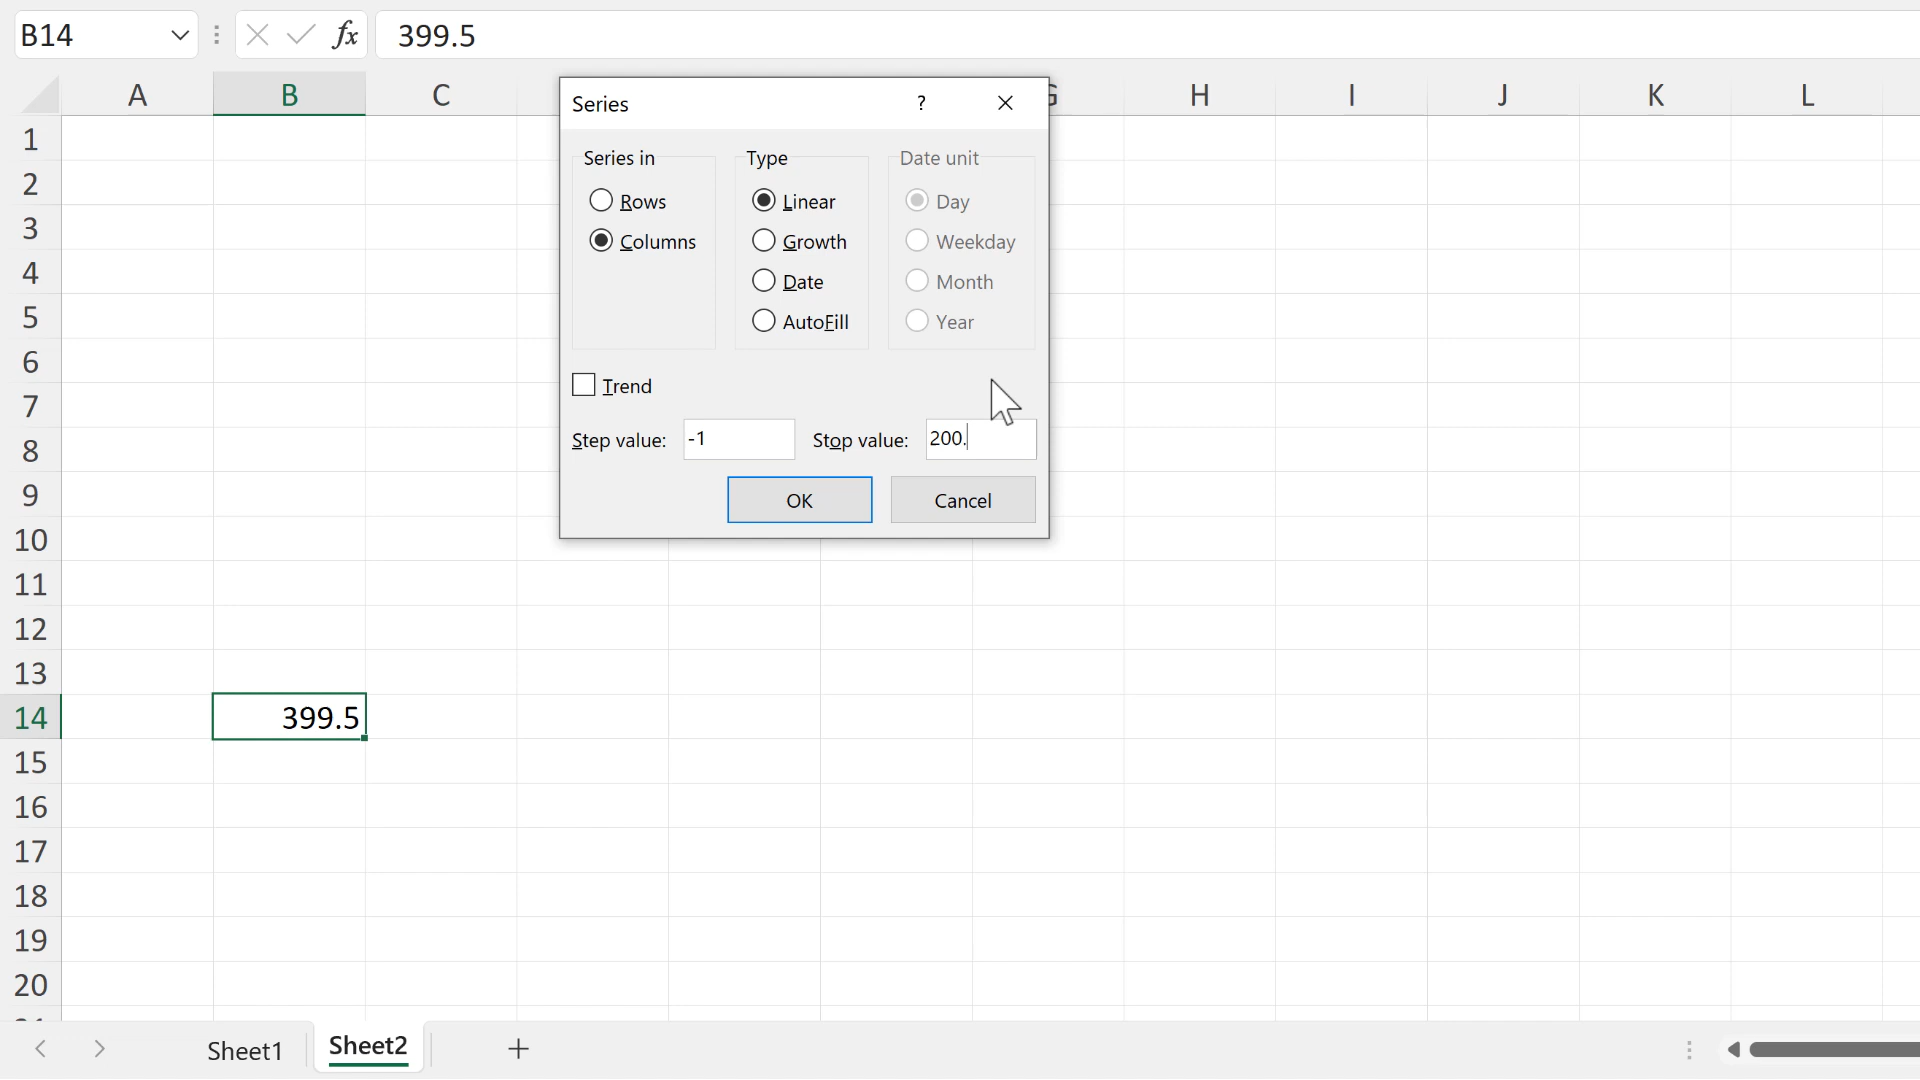 B14 fx 399.5
A B C G H I J K L
Series ?
Series in Type Date unit
Rows Linear Day
Columns Growth Weekday
Date Month
AutoFill Year
Trend
Step value: -1 Stop value: 200.
OK Cancel
1
2
3
4
5
6
7
8
9
10
11
12
13
14 399.5
15
16
17
18
19
20
Sheet1 Sheet2